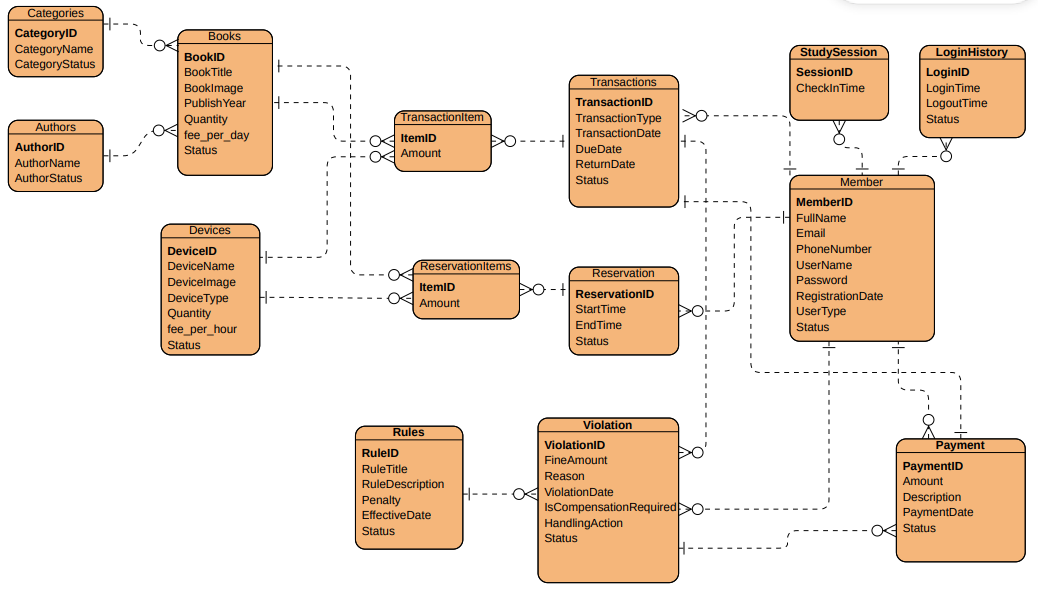 Categories
CategoryID
CategoryName
CategoryStatus
Books
BookID
BookTitle
BookImage
PublishYear
Quantity
fee_per_day
Status
Authors
AuthorID
AuthorName
AuthorStatus
Devices
DeviceID
DeviceName
DeviceImage
DeviceType
Quantity
fee_per_hour
Status
TransactionItem
ItemID
Amount
ReservationItems
ItemID
Amount
Transactions
TransactionID
TransactionType
TransactionDate
DueDate
ReturnDate
Status
Reservation
ReservationID
StartTime
EndTime
Status
StudySession
SessionID
CheckInTime
LoginHistory
LoginID
LoginTime
LogoutTime
Status
Member
MemberID
FullName
Email
PhoneNumber
UserName
Password
RegistrationDate
UserType
Status
Rules
RuleID
RuleTitle
RuleDescription
Penalty
EffectiveDate
Status
Violation
ViolationID
FineAmount
Reason
ViolationDate
IsCompensationRequired
HandlingAction
Status
Payment
PaymentID
Amount
Description
PaymentDate
Status